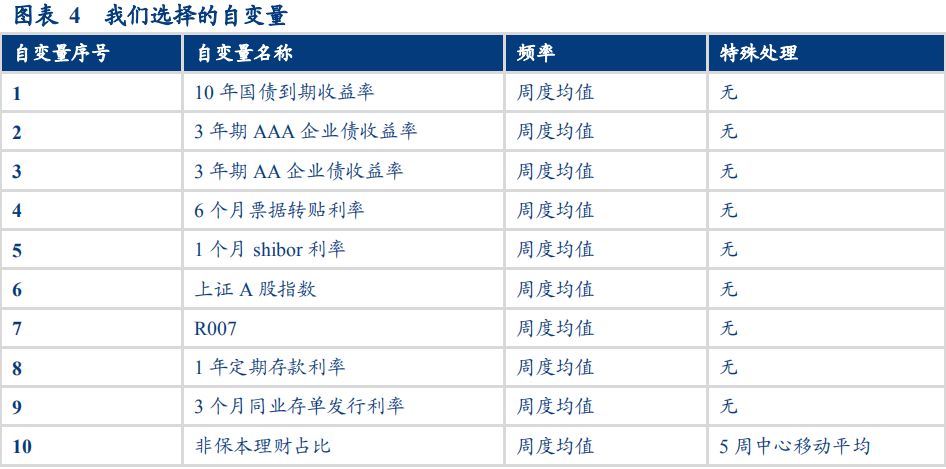 图表 4 我们选择的自变量
自变量序号 自变量名称 频率 特殊处理
1 10 年国债到期收益率 周度均值 无
2 3 年期 AAA 企业债收益率 周度均值 无
3 3 年期 AA 企业债收益率 周度均值 无
4 6 个月票据转贴利率 周度均值 无
5 1 个月 shibor 利率 周度均值 无
6 上证 A 股指数 周度均值 无
7 R007 周度均值 无
8 1 年定期存款利率 周度均值 无
9 3 个月同业存单发行利率 周度均值 无
10 非保本理财占比 周度均值 5 周中心移动平均